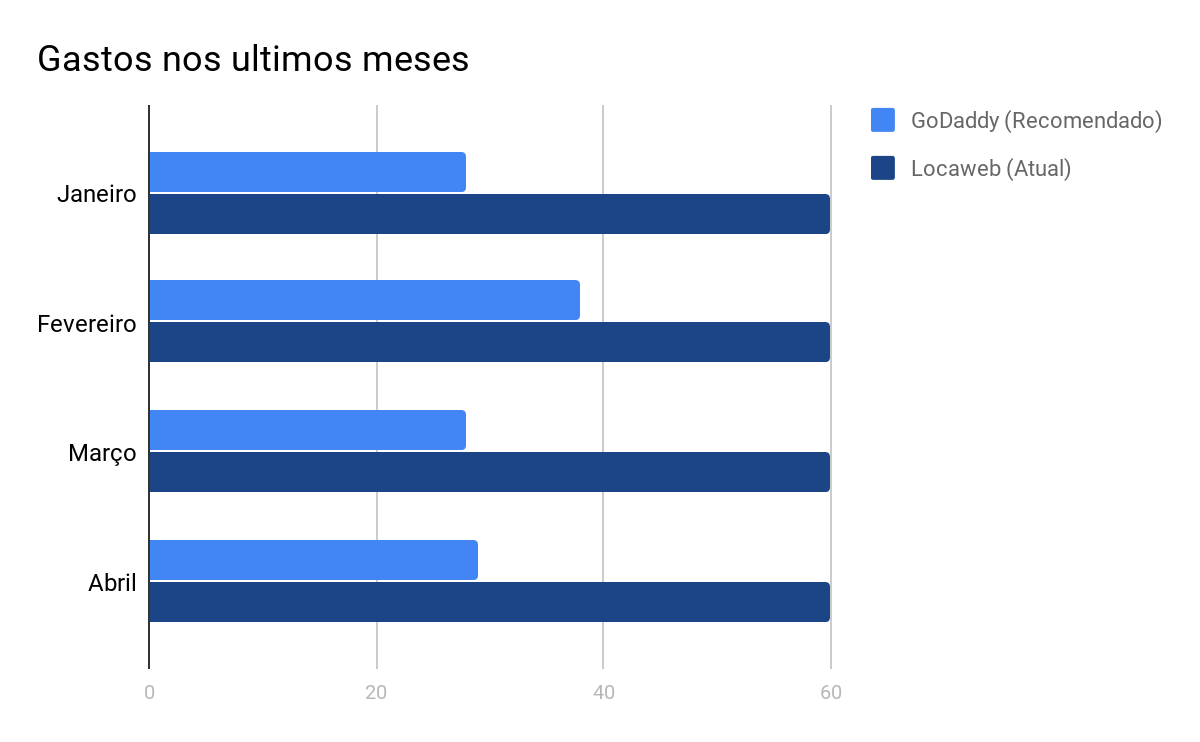 Gastos nos ultimos meses
GoDaddy (Recomendado)
Locaweb (Atual)
Janeiro
Fevereiro
Março
Abril
0 20 40 60